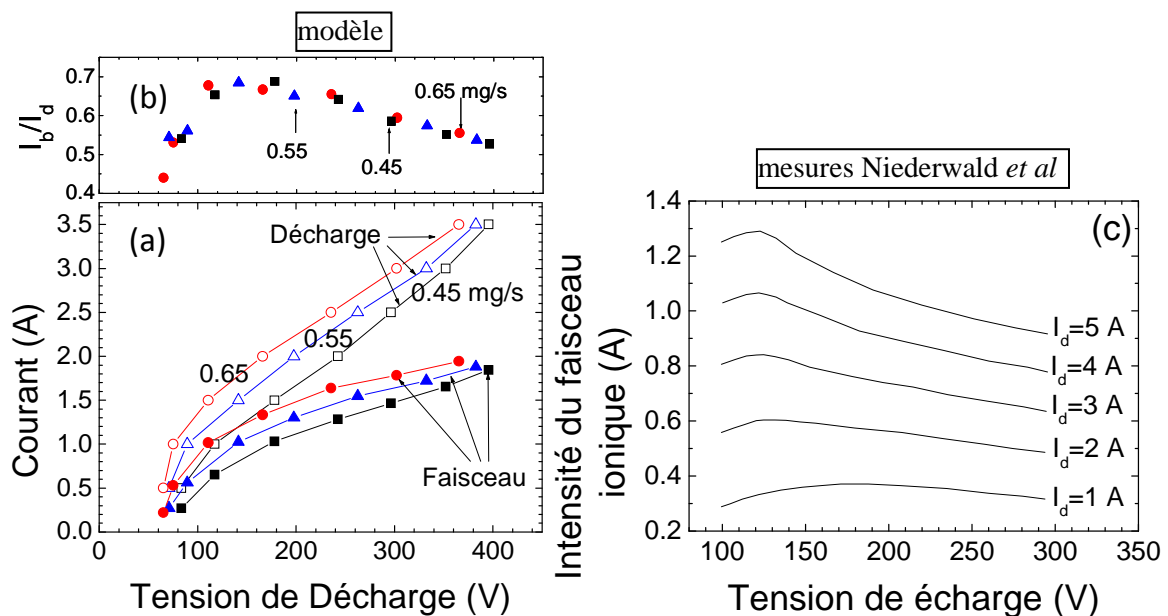 modèle
(b)
0.7
0.6
0.5
0.4
I_b/I_d
0.65 mg/s
0.55
0.45
(a)
3.5
3.0
2.5
2.0
1.5
1.0
0.5
0.0
Courant (A)
Décharge
0.45 mg/s
0.55
0.65
Faisceau
0 100 200 300 400
Tension de Décharge (V)
mesures Niederwald et al
(c)
1.4
1.2
1.0
0.8
0.6
0.4
0.2
Intensité du faisceau
ionique (A)
I_d=5 A
I_d=4 A
I_d=3 A
I_d=2 A
I_d=1 A
100 150 200 250 300 350
Tension de écharge (V)